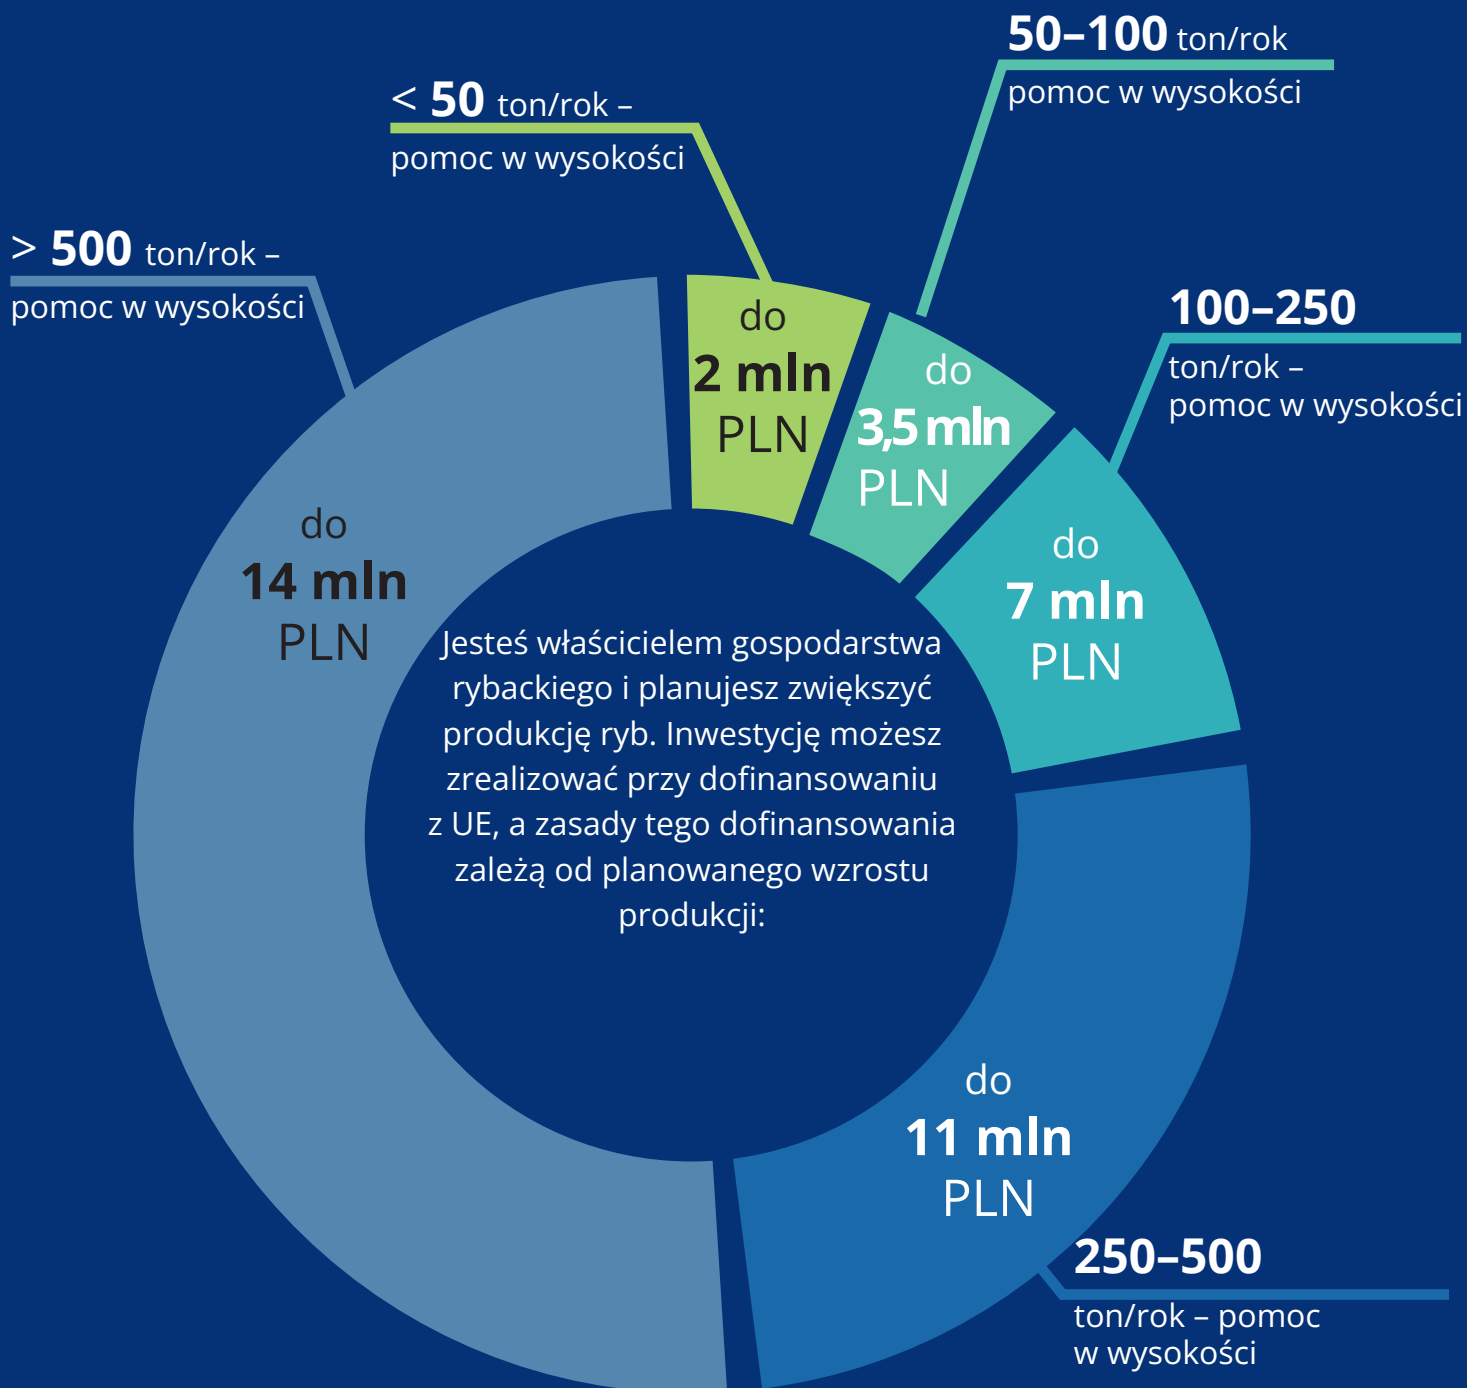 50–100 ton/rok
pomoc w wysokości
< 50 ton/rok –
pomoc w wysokości
> 500 ton/rok –
pomoc w wysokości
100–250
ton/rok –
pomoc w wysokości
do
2 mln
PLN
do
3,5 mln
PLN
do
7 mln
PLN
do
14 mln
PLN
Jesteś właścicielem gospodarstwa
rybackiego i planujesz zwiększyć
produkcję ryb. Inwestycję możesz
zrealizować przy dofinansowaniu
z UE, a zasady tego dofinansowania
zależą od planowanego wzrostu
produkcji:
do
11 mln
PLN
250–500
ton/rok – pomoc
w wysokości